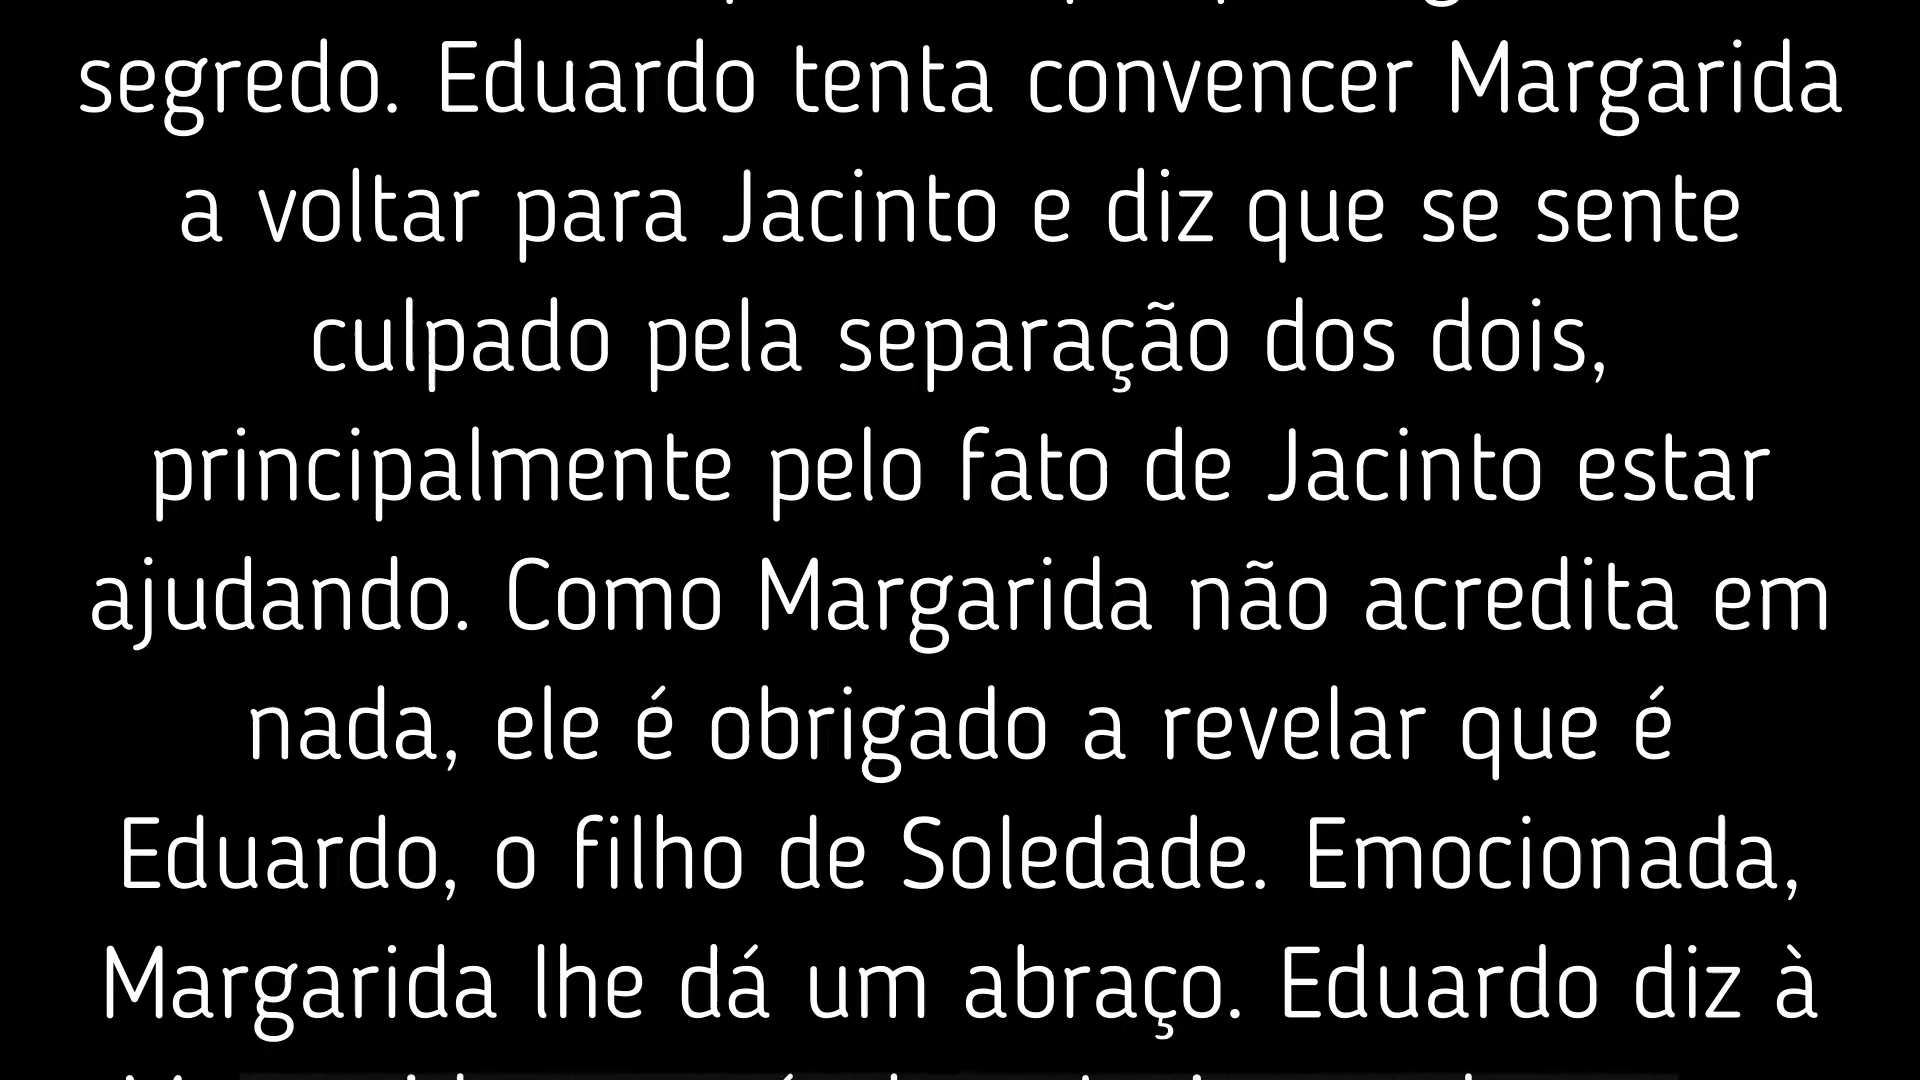 segredo. Eduardo tenta convencer Margarida
a voltar para Jacinto e diz que se sente
culpado pela separação dos dois,
principalmente pelo fato de Jacinto estar
ajudando. Como Margarida não acredita em
nada, ele é obrigado a revelar que é
Eduardo, o filho de Soledade. Emocionada,
Margarida lhe dá um abraço. Eduardo diz à